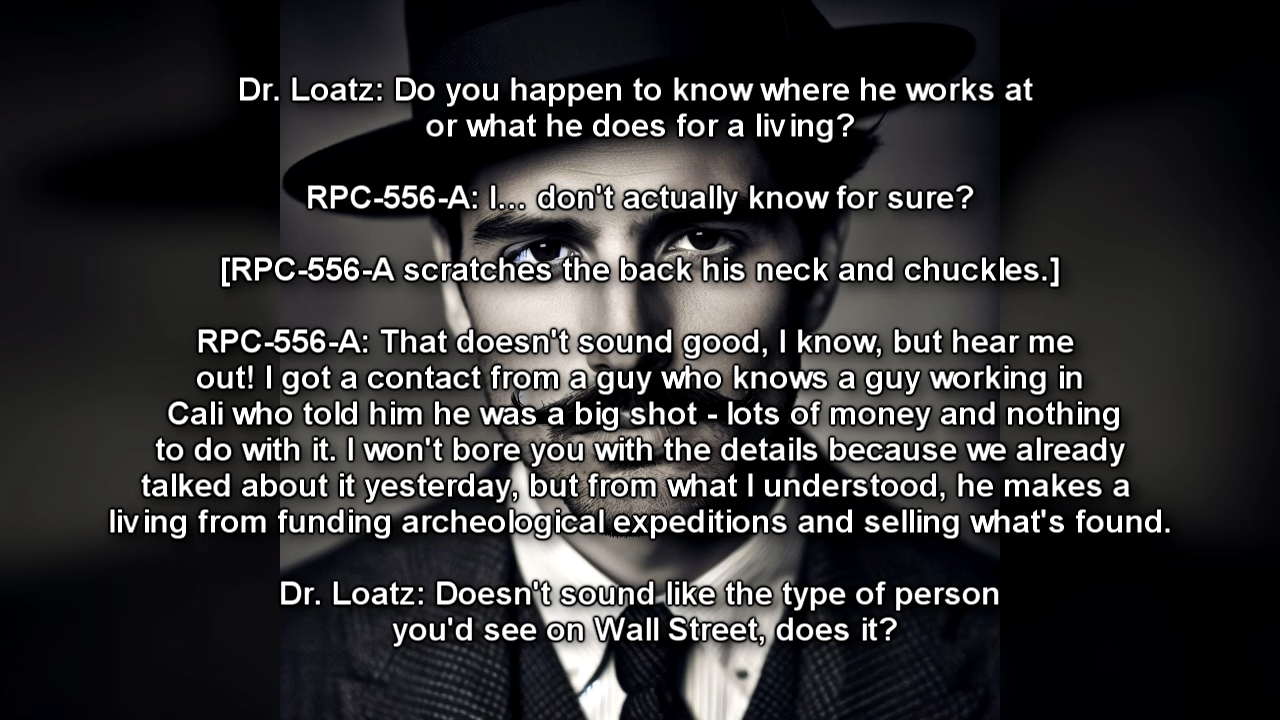 Dr. Loatz: Do you happen to know where he works at
or what he does for a living?
RPC-556-A: I... don't actually know for sure?
[RPC-556-A scratches the back his neck and chuckles.]
RPC-556-A: That doesn't sound good, I know, but hear me
out! I got a contact from a guy who knows a guy working in
Cali who told him he was a big shot - lots of money and nothing
to do with it. I won't bore you with the details because we already
talked about it yesterday, but from what I understood, he makes a
living from funding archeological expeditions and selling what's found.
Dr. Loatz: Doesn't sound like the type of person
you'd see on Wall Street, does it?